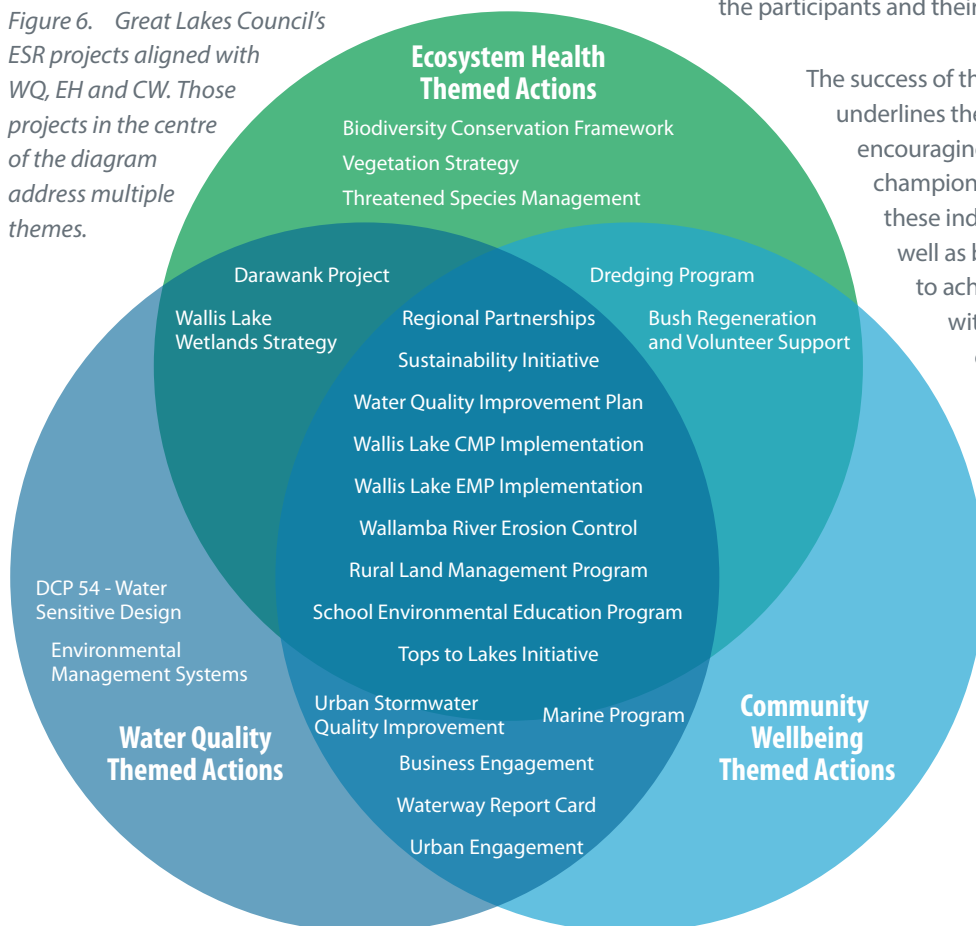 Figure 6. Great Lakes Council’s
ESR projects aligned with
WQ, EH and CW. Those
projects in the centre
of the diagram
address multiple
themes.
the participants and their
The success of th
underlines the
encouragin
champion
these ind
well as b
to ach
wit
Ecosystem Health
Themed Actions
Biodiversity Conservation Framework
Vegetation Strategy
Threatened Species Management
Darawank Project
Wallis Lake
Wetlands Strategy
Dredging Program
Bush Regeneration
and Volunteer Support
Regional Partnerships
Sustainability Initiative
Water Quality Improvement Plan
Wallis Lake CMP Implementation
Wallis Lake EMP Implementation
Wallamba River Erosion Control
Rural Land Management Program
School Environmental Education Program
Tops to Lakes Initiative
DCP 54 - Water
Sensitive Design
Environmental
Management Systems
Water Quality
Themed Actions
Urban Stormwater
Quality Improvement
Marine Program
Business Engagement
Waterway Report Card
Urban Engagement
Community
Wellbeing
Themed Actions